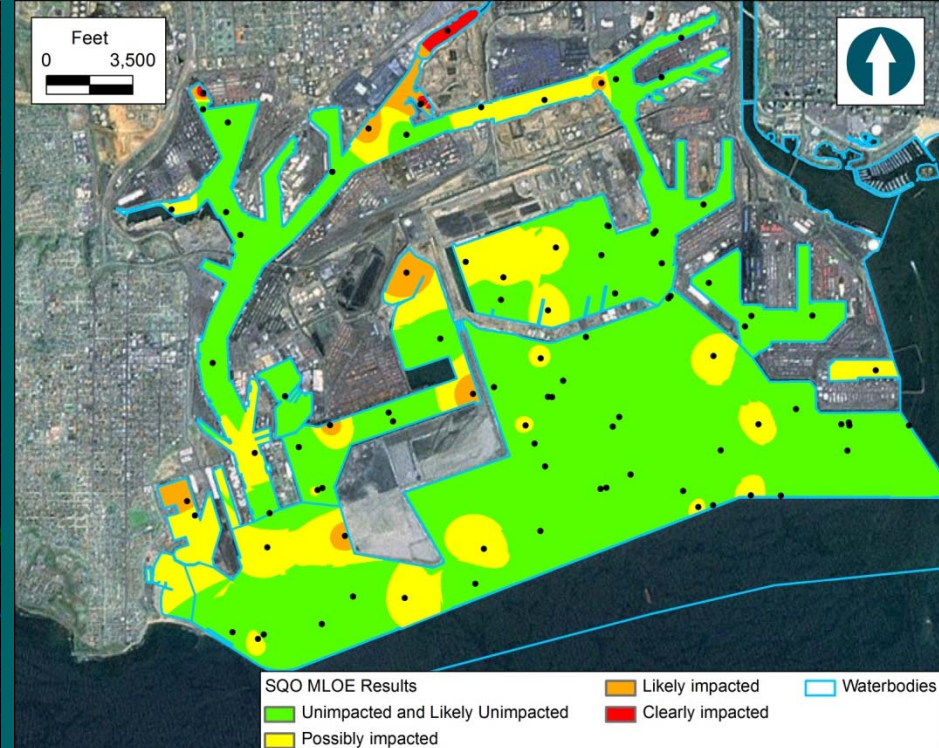 Feet
0 3,500
SQO MLOE Results
Unimpacted and Likely Unimpacted
Possibly impacted
Likely impacted
Clearly impacted
Waterbodies